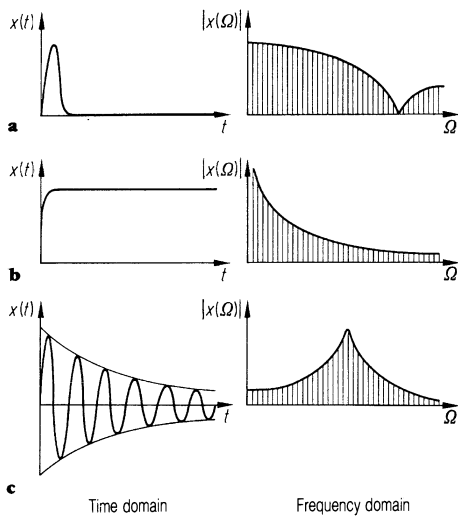 x(t)
|x(Ω)|
a
t
Ω
x(t)
|x(Ω)|
b
t
Ω
x(t)
|x(Ω)|
t
Ω
c
Time domain
Frequency domain